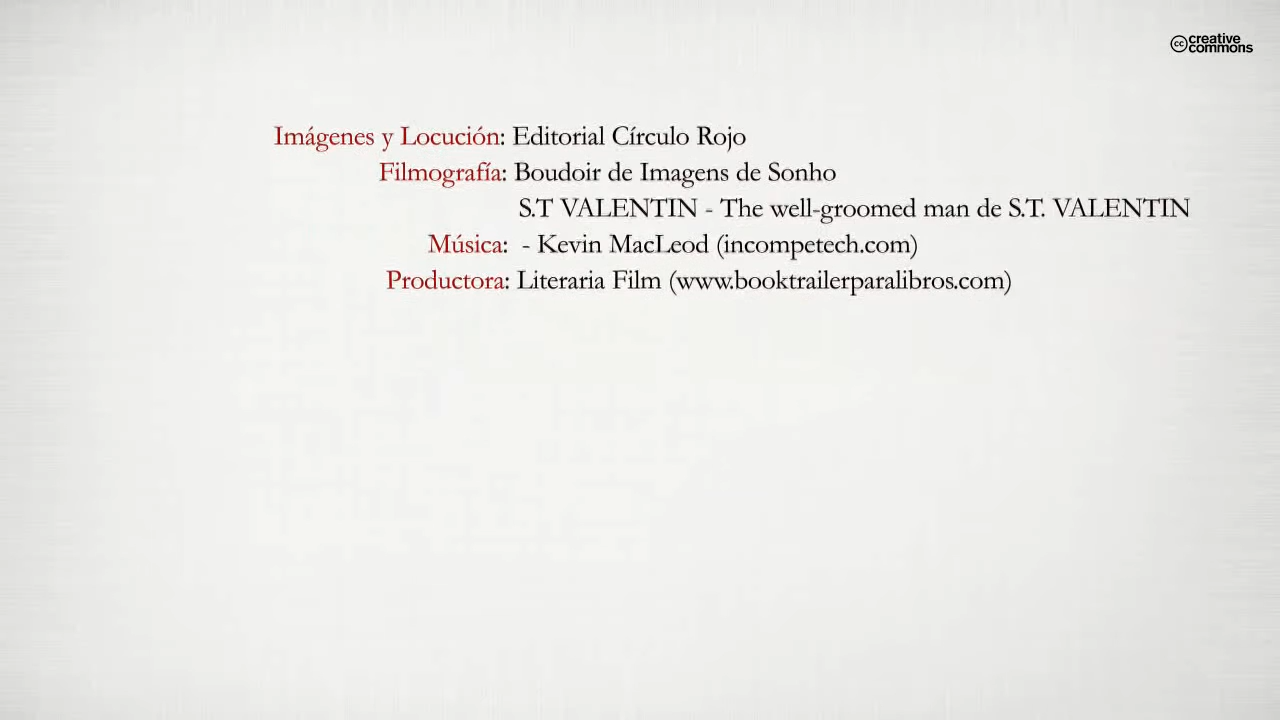 cc creative
commons
Imágenes y Locución: Editorial Círculo Rojo
Filmografía: Boudoir de Imagens de Sonho
S.T VALENTIN - The well-groomed man de S.T. VALENTIN
Música: - Kevin MacLeod (incompetech.com)
Productora: Literaria Film (www.booktrailerparalibros.com)